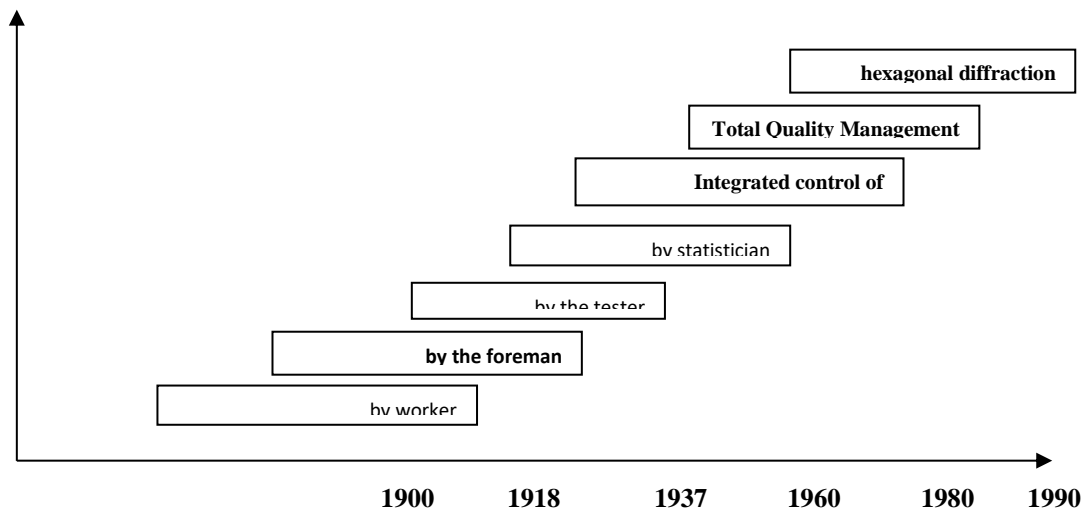 hexagonal diffraction
Total Quality Management
Integrated control of
by statistician
by the tester
by the foreman
by worker
1900 1918 1937 1960 1980 1990